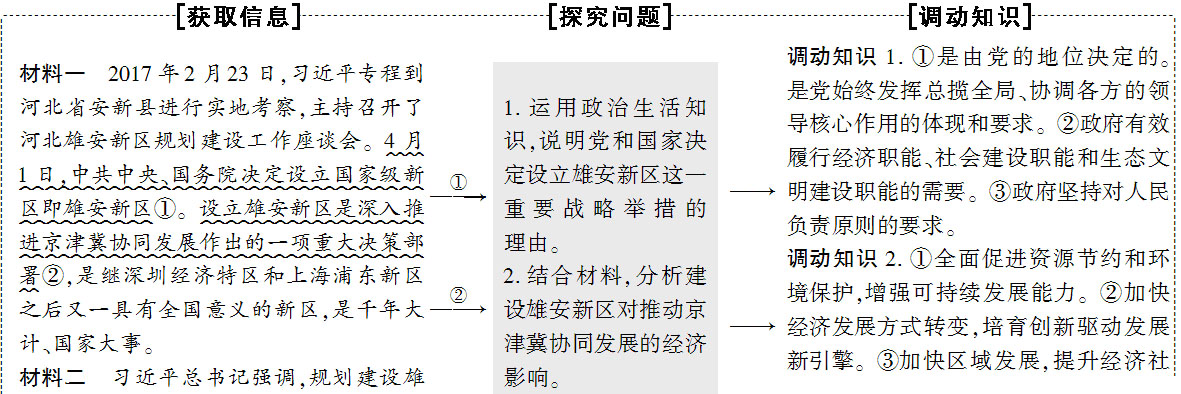 [获取信息]
材料一 2017年2月23日,习近平专程到
河北省安新县进行实地考察,主持召开了
河北雄安新区规划建设工作座谈会。4月
1日,中共中央、国务院决定设立国家级新
区即雄安新区①。设立雄安新区是深入推
进京津冀协同发展作出的一项重大决策部
署②,是继深圳经济特区和上海浦东新区
之后又一具有全国意义的新区,是千年大
计、国家大事。
材料二 习近平总书记强调,规划建设雄
①
②
[探究问题]
1. 运用政治生活知
识,说明党和国家决
定设立雄安新区这一
重要战略举措的
理由。
2. 结合材料,分析建
设雄安新区对推动京
津冀协同发展的经济
影响。
[调动知识]
调动知识 1. ①是由党的地位决定的。
是党始终发挥总揽全局、协调各方的领
导核心作用的体现和要求。②政府有效
履行经济职能、社会建设职能和生态文
明建设职能的需要。③政府坚持对人民
负责原则的要求。
调动知识 2. ①全面促进资源节约和环
境保护,增强可持续发展能力。②加快
经济发展方式转变,培育创新驱动发展
新引擎。③加快区域发展,提升经济社